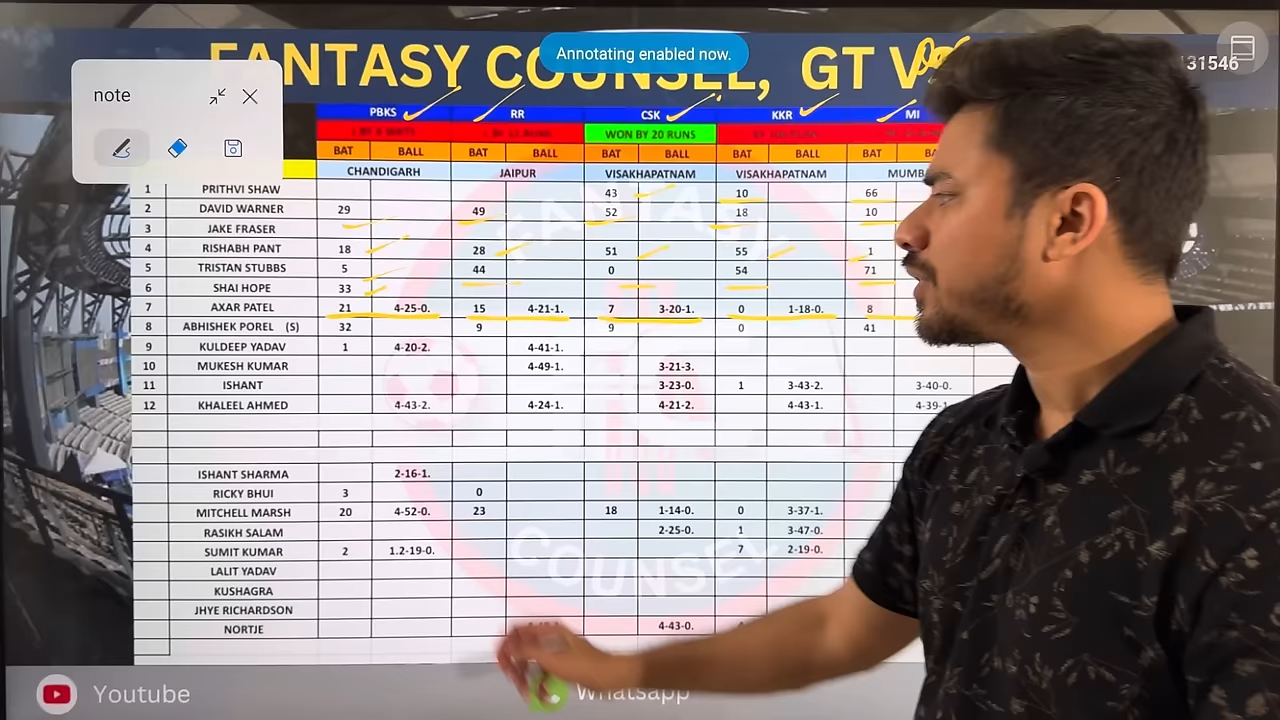 Annotating enabled now.
FANTASY COUNSEL, GT V
31546
note
PBKS RR CSK KKR MI
WON BY 20 RUNS
BAT BALL BAT BALL BAT BALL BAT BALL BAT
CHANDIGARH JAIPUR VISAKHAPATNAM VISAKHAPATNAM
1 PRITHVI SHAW 43 10 66
2 DAVID WARNER 29 49 52 18 10
3 JAKE FRASER
4 RISHABH PANT 18 28 51 55 1
5 TRISTAN STUBBS 5 44 0 54 71
6 SHAI HOPE 33
7 AXAR PATEL 21 4-25-0. 15 4-21-1. 7 3-20-1. 0 1-18-0. 8
8 ABHISHEK POREL (S) 32 9 9 0 41
9 KULDEEP YADAV 1 4-20-2. 4-41-1.
10 MUKESH KUMAR 4-49-1. 3-21-3.
11 ISHANT 3-23-0. 1 3-43-2. 3-40-0.
12 KHALEEL AHMED 4-43-2. 4-24-1. 4-21-2. 4-43-1. 4-39-1
ISHANT SHARMA 2-16-1.
RICKY BHUI 3 0
MITCHELL MARSH 20 4-52-0. 23 18 1-14-0. 0 3-37-1.
RASIKH SALAM 2-25-0. 1 3-47-0.
SUMIT KUMAR 2 1.2-19-0. 7 2-19-0.
LALIT YADAV
KUSHAGRA
JHYE RICHARDSON
NORTJE 4-43-0.
FANTASY
COUNSEL
Youtube
Whatsapp